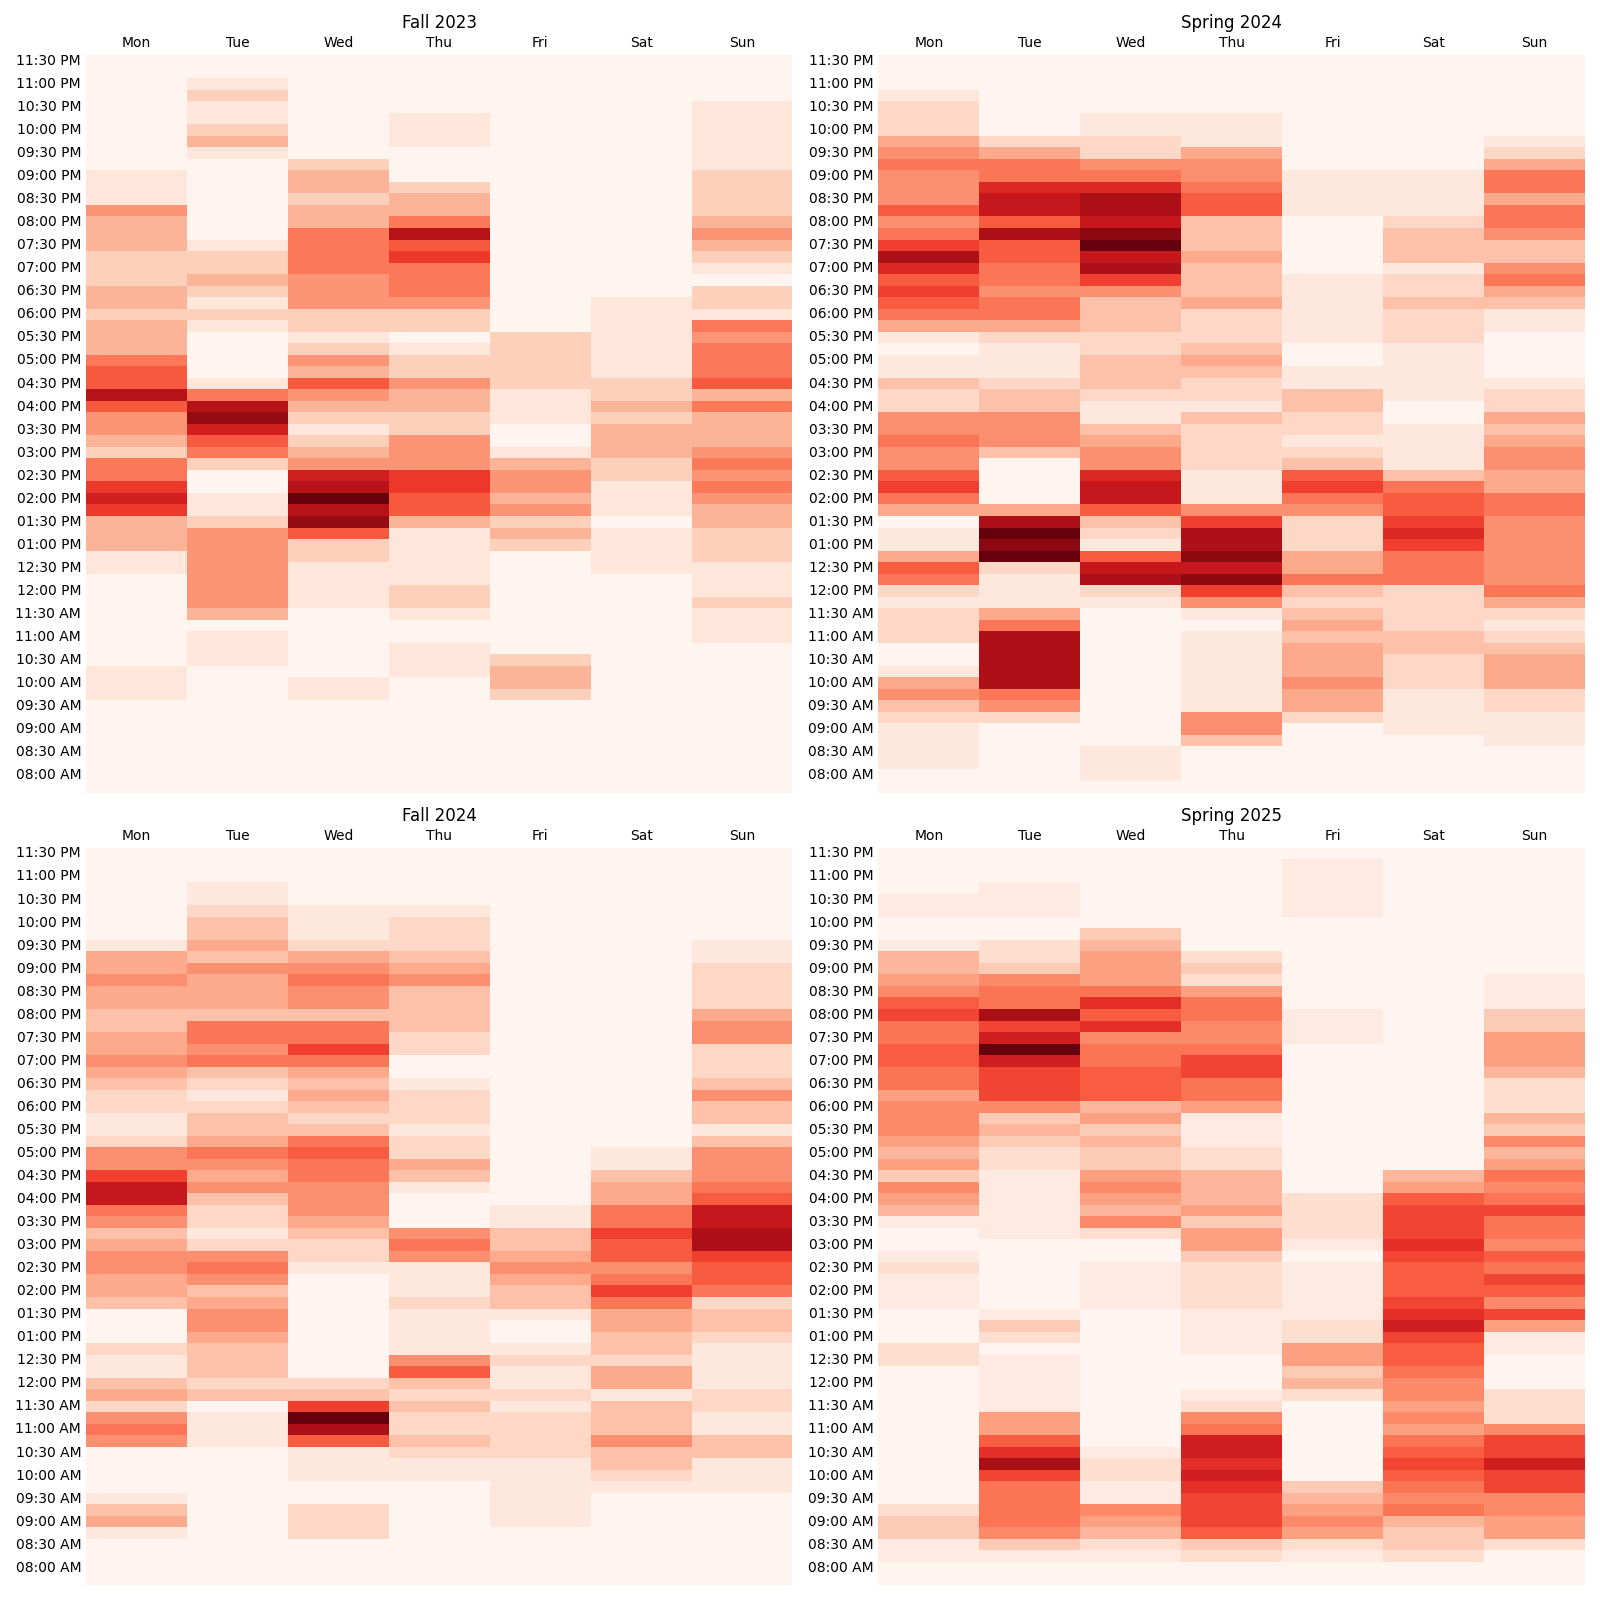 Fall 2023
Mon Tue Wed Thu Fri Sat Sun
11:30 PM
11:00 PM
10:30 PM
10:00 PM
09:30 PM
09:00 PM
08:30 PM
08:00 PM
07:30 PM
07:00 PM
06:30 PM
06:00 PM
05:30 PM
05:00 PM
04:30 PM
04:00 PM
03:30 PM
03:00 PM
02:30 PM
02:00 PM
01:30 PM
01:00 PM
12:30 PM
12:00 PM
11:30 AM
11:00 AM
10:30 AM
10:00 AM
09:30 AM
09:00 AM
08:30 AM
08:00 AM
Spring 2024
Mon Tue Wed Thu Fri Sat Sun
11:30 PM
11:00 PM
10:30 PM
10:00 PM
09:30 PM
09:00 PM
08:30 PM
08:00 PM
07:30 PM
07:00 PM
06:30 PM
06:00 PM
05:30 PM
05:00 PM
04:30 PM
04:00 PM
03:30 PM
03:00 PM
02:30 PM
02:00 PM
01:30 PM
01:00 PM
12:30 PM
12:00 PM
11:30 AM
11:00 AM
10:30 AM
10:00 AM
09:30 AM
09:00 AM
08:30 AM
08:00 AM
Fall 2024
Mon Tue Wed Thu Fri Sat Sun
11:30 PM
11:00 PM
10:30 PM
10:00 PM
09:30 PM
09:00 PM
08:30 PM
08:00 PM
07:30 PM
07:00 PM
06:30 PM
06:00 PM
05:30 PM
05:00 PM
04:30 PM
04:00 PM
03:30 PM
03:00 PM
02:30 PM
02:00 PM
01:30 PM
01:00 PM
12:30 PM
12:00 PM
11:30 AM
11:00 AM
10:30 AM
10:00 AM
09:30 AM
09:00 AM
08:30 AM
08:00 AM
Spring 2025
Mon Tue Wed Thu Fri Sat Sun
11:30 PM
11:00 PM
10:30 PM
10:00 PM
09:30 PM
09:00 PM
08:30 PM
08:00 PM
07:30 PM
07:00 PM
06:30 PM
06:00 PM
05:30 PM
05:00 PM
04:30 PM
04:00 PM
03:30 PM
03:00 PM
02:30 PM
02:00 PM
01:30 PM
01:00 PM
12:30 PM
12:00 PM
11:30 AM
11:00 AM
10:30 AM
10:00 AM
09:30 AM
09:00 AM
08:30 AM
08:00 AM